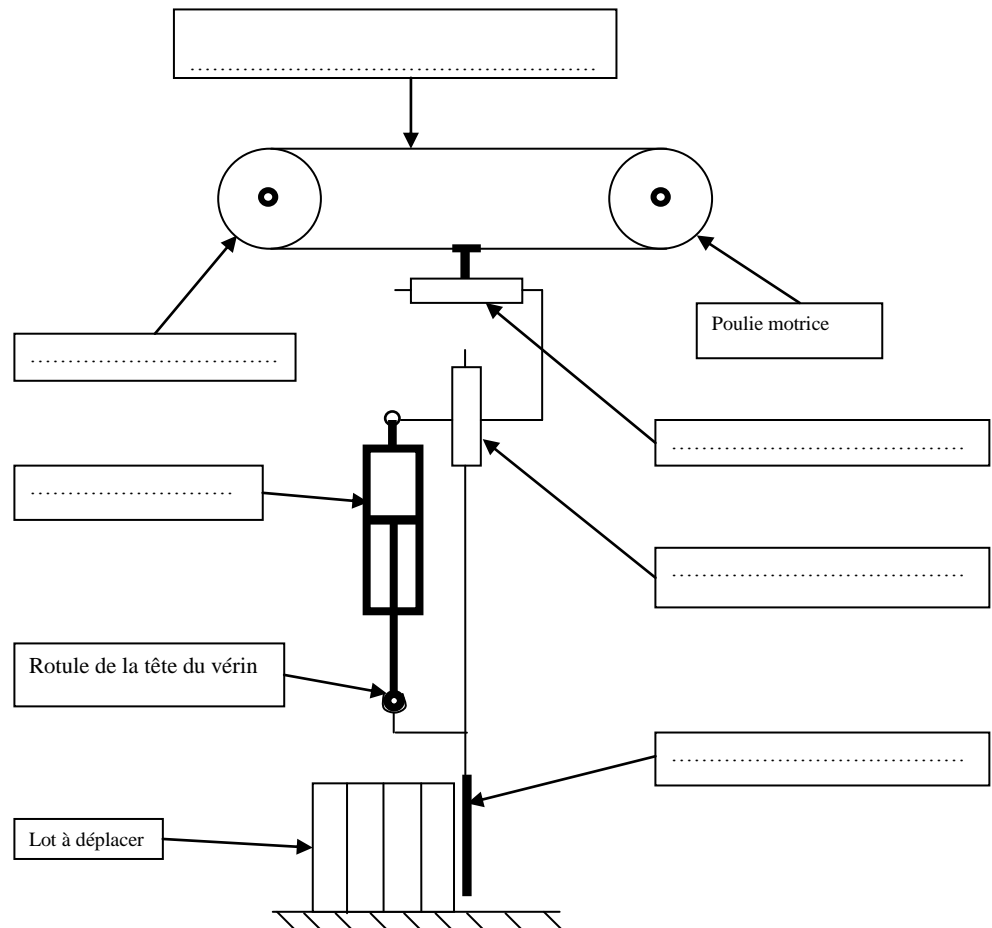 ....................................................
Poulie motrice
................................
......................................
..........................
......................................
Rotule de la tête du vérin
......................................
Lot à déplacer